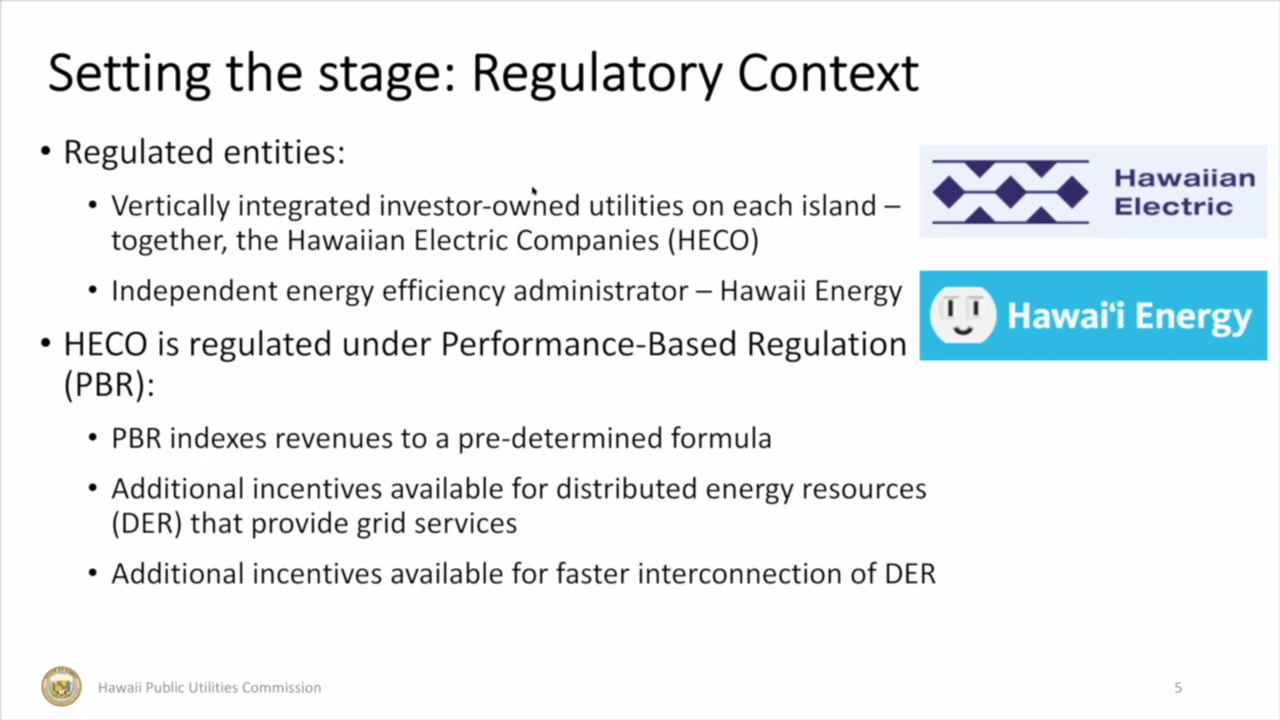 Setting the stage: Regulatory Context
• Regulated entities:
• Vertically integrated investor-owned utilities on each island –
together, the Hawaiian Electric Companies (HECO)
• Independent energy efficiency administrator – Hawaii Energy
• HECO is regulated under Performance-Based Regulation
(PBR):
• PBR indexes revenues to a pre-determined formula
• Additional incentives available for distributed energy resources
(DER) that provide grid services
• Additional incentives available for faster interconnection of DER
Hawaiian
Electric
Hawaiʻi Energy
Hawaii Public Utilities Commission
5